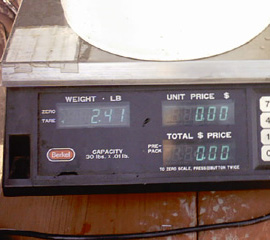 WEIGHT · LB
UNIT PRICE $
ZERO
TARE
2.41
0.00
TOTAL $ PRICE
PRE-
PACK
0.00
CAPACITY
30 lbs. x .01 lb.
TO ZERO SCALE, PRESS BUTTON TWICE